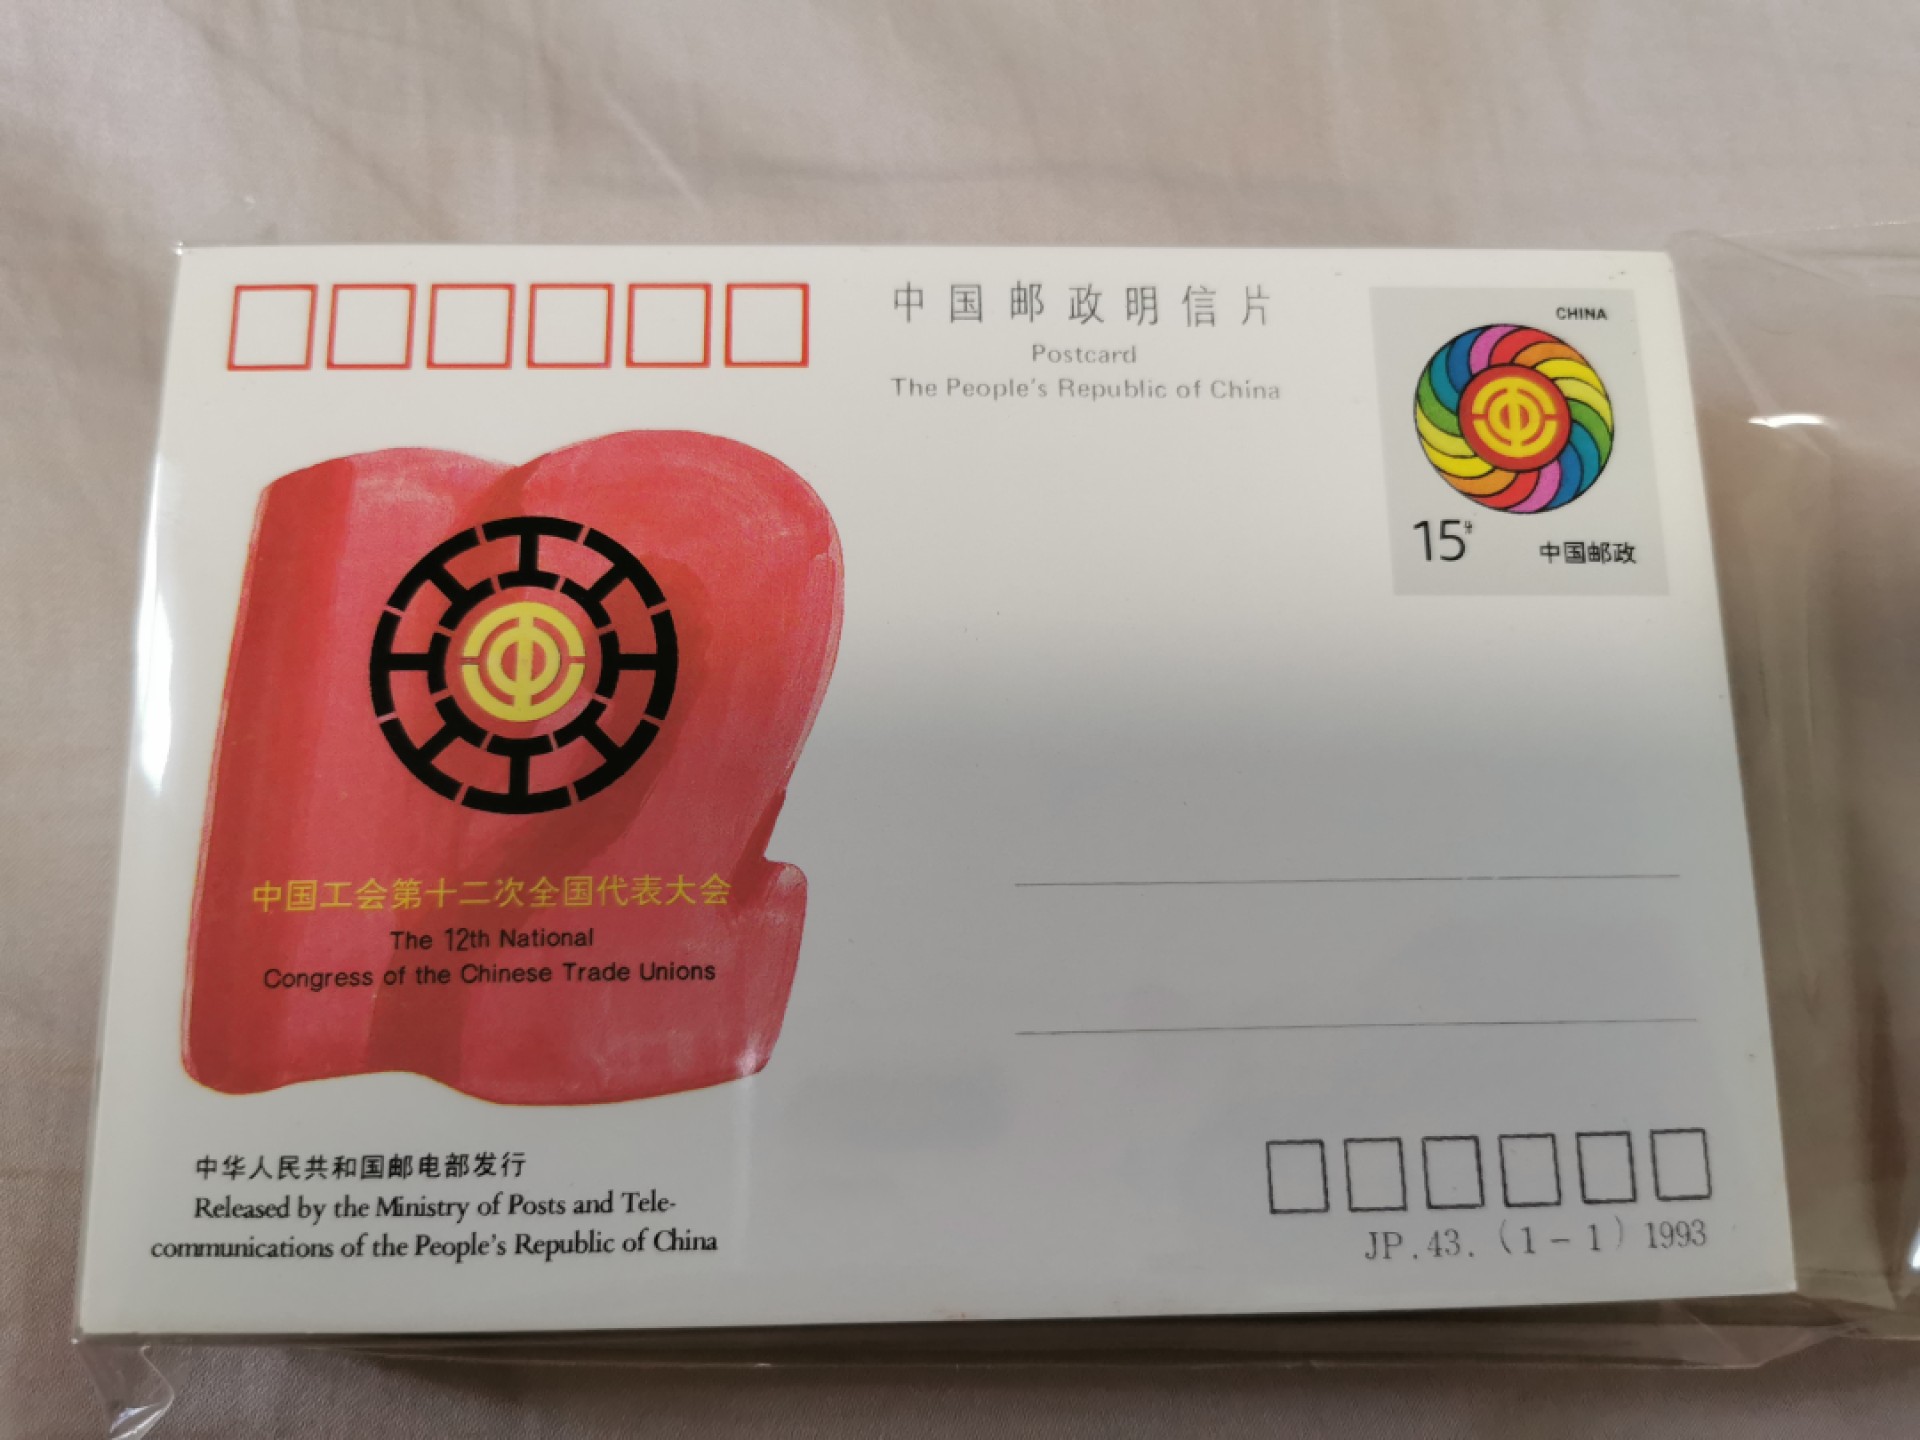 中国邮政明信片
Postcard
The People's Republic of China
CHINA
15分
中国邮政
中国工会第十二次全国代表大会
The 12th National
Congress of the Chinese Trade Unions
中华人民共和国邮电部发行
Released by the Ministry of Posts and Tele-
communications of the People's Republic of China
JP.43.(1-1)1993